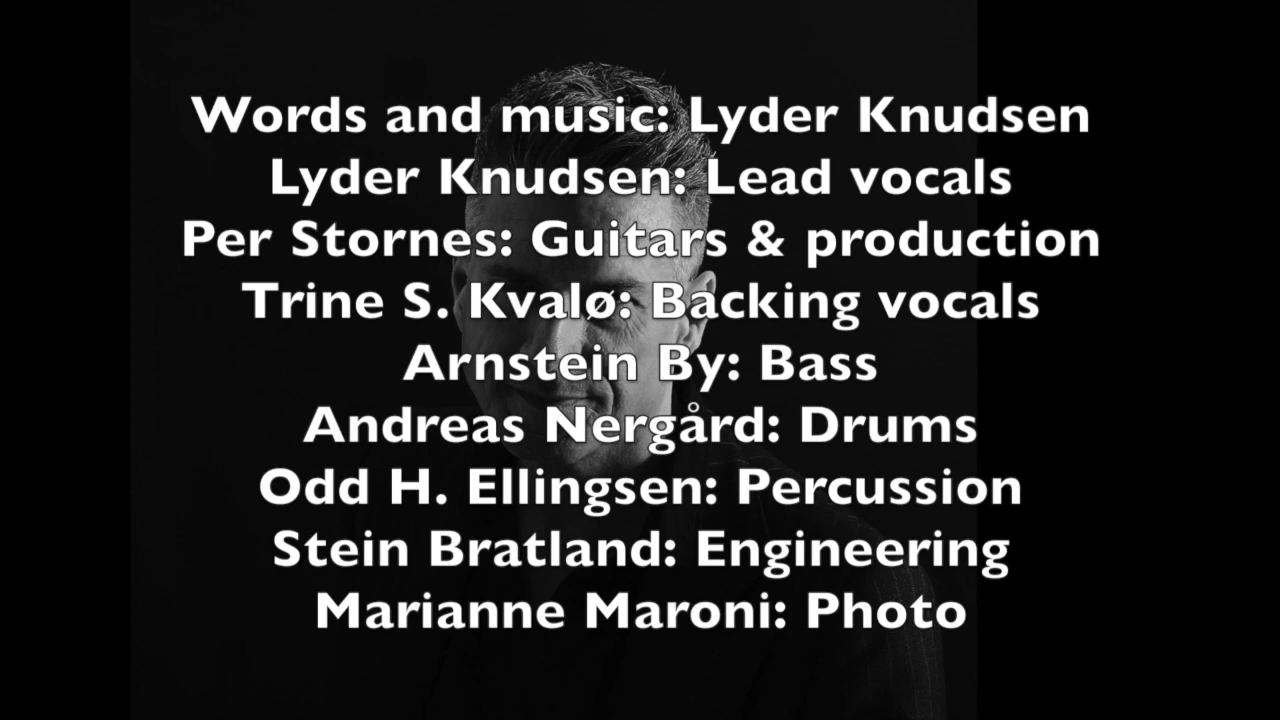 Words and music: Lyder Knudsen
Lyder Knudsen: Lead vocals
Per Stornes: Guitars & production
Trine S. Kvalø: Backing vocals
Arnstein By: Bass
Andreas Nergård: Drums
Odd H. Ellingsen: Percussion
Stein Bratland: Engineering
Marianne Maroni: Photo